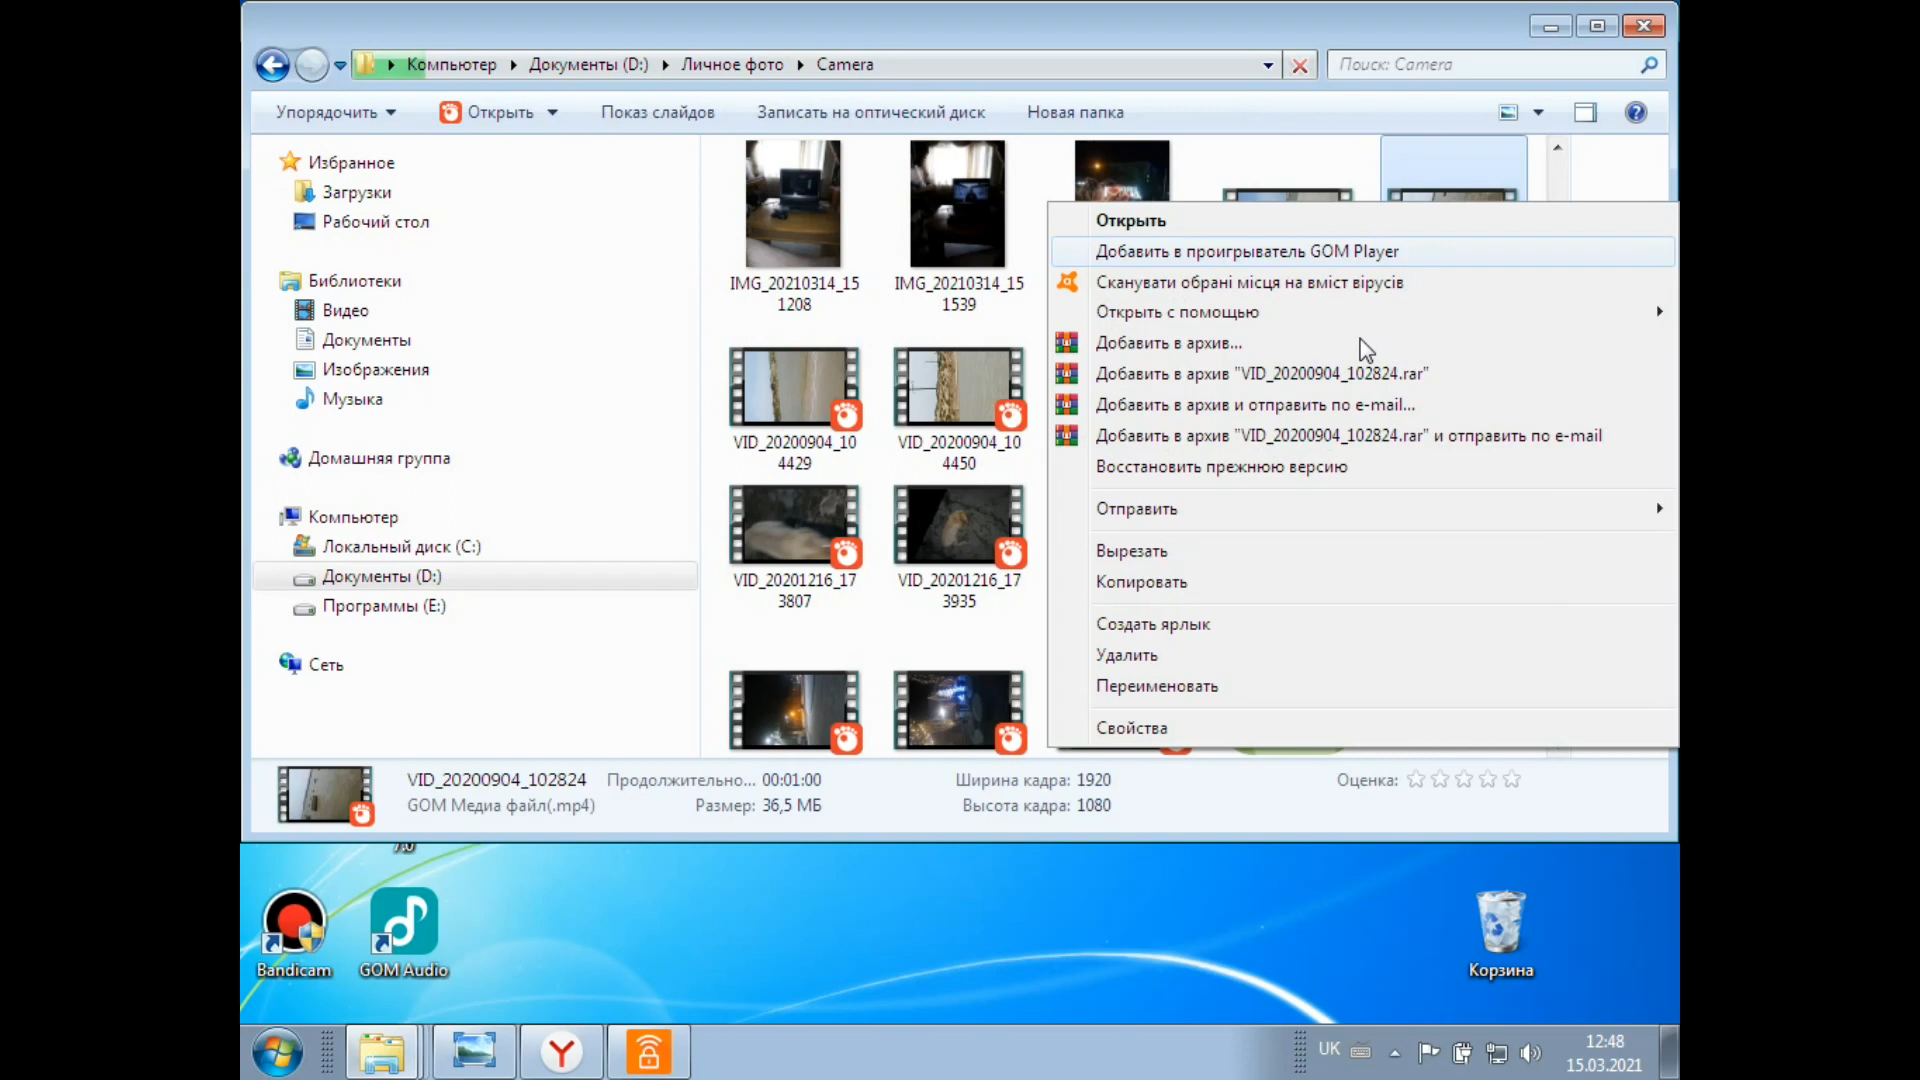 Компьютер
Документы (D:)
Личное фото
Camera
Поиск: Camera
Упорядочить
Открыть
Показ слайдов
Записать на оптический диск
Новая папка
Избранное
Загрузки
Рабочий стол
Библиотеки
Видео
Документы
Изображения
Музыка
Домашняя группа
Компьютер
Локальный диск (C:)
Документы (D:)
Программы (E:)
Сеть
IMG_20210314_15
1208
IMG_20210314_15
1539
VID_20200904_10
4429
VID_20200904_10
4450
VID_20201216_17
3807
VID_20201216_17
3935
Открыть
Добавить в проигрыватель GOM Player
Сканувати обрані місця на вміст вірусів
Открыть с помощью
Добавить в архив...
Добавить в архив "VID_20200904_102824.rar"
Добавить в архив и отправить по e-mail...
Добавить в архив "VID_20200904_102824.rar" и отправить по e-mail
Восстановить прежнюю версию
Отправить
Вырезать
Копировать
Создать ярлык
Удалить
Переименовать
Свойства
VID_20200904_102824
Продолжительно... 00:01:00
Ширина кадра: 1920
Оценка:
GOM Медиа файл(.mp4)
Размер: 36,5 МБ
Высота кадра: 1080
7.0
Bandicam
GOM Audio
Корзина
UK
12:48
15.03.2021